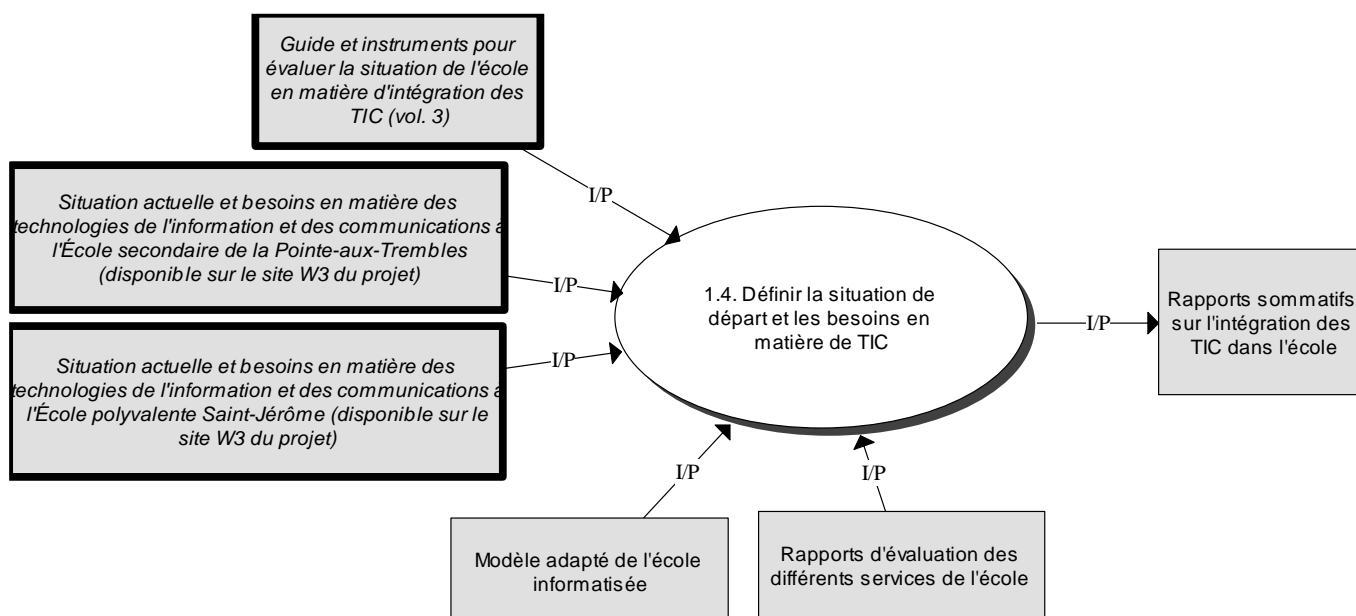 Guide et instruments pour
évaluer la situation de l'école
en matière d'intégration des
TIC (vol. 3)
I/P
Situation actuelle et besoins en matière des
technologies de l'information et des communications à
l'École secondaire de la Pointe-aux-Trembles
(disponible sur le site W3 du projet)
I/P
Situation actuelle et besoins en matière des
technologies de l'information et des communications à
l'École polyvalente Saint-Jérôme (disponible sur le
site W3 du projet)
I/P
1.4. Définir la situation de
départ et les besoins en
matière de TIC
I/P
Rapports sommatifs
sur l'intégration des
TIC dans l'école
I/P
Modèle adapté de l'école
informatisée
I/P
Rapports d'évaluation des
différents services de l'école